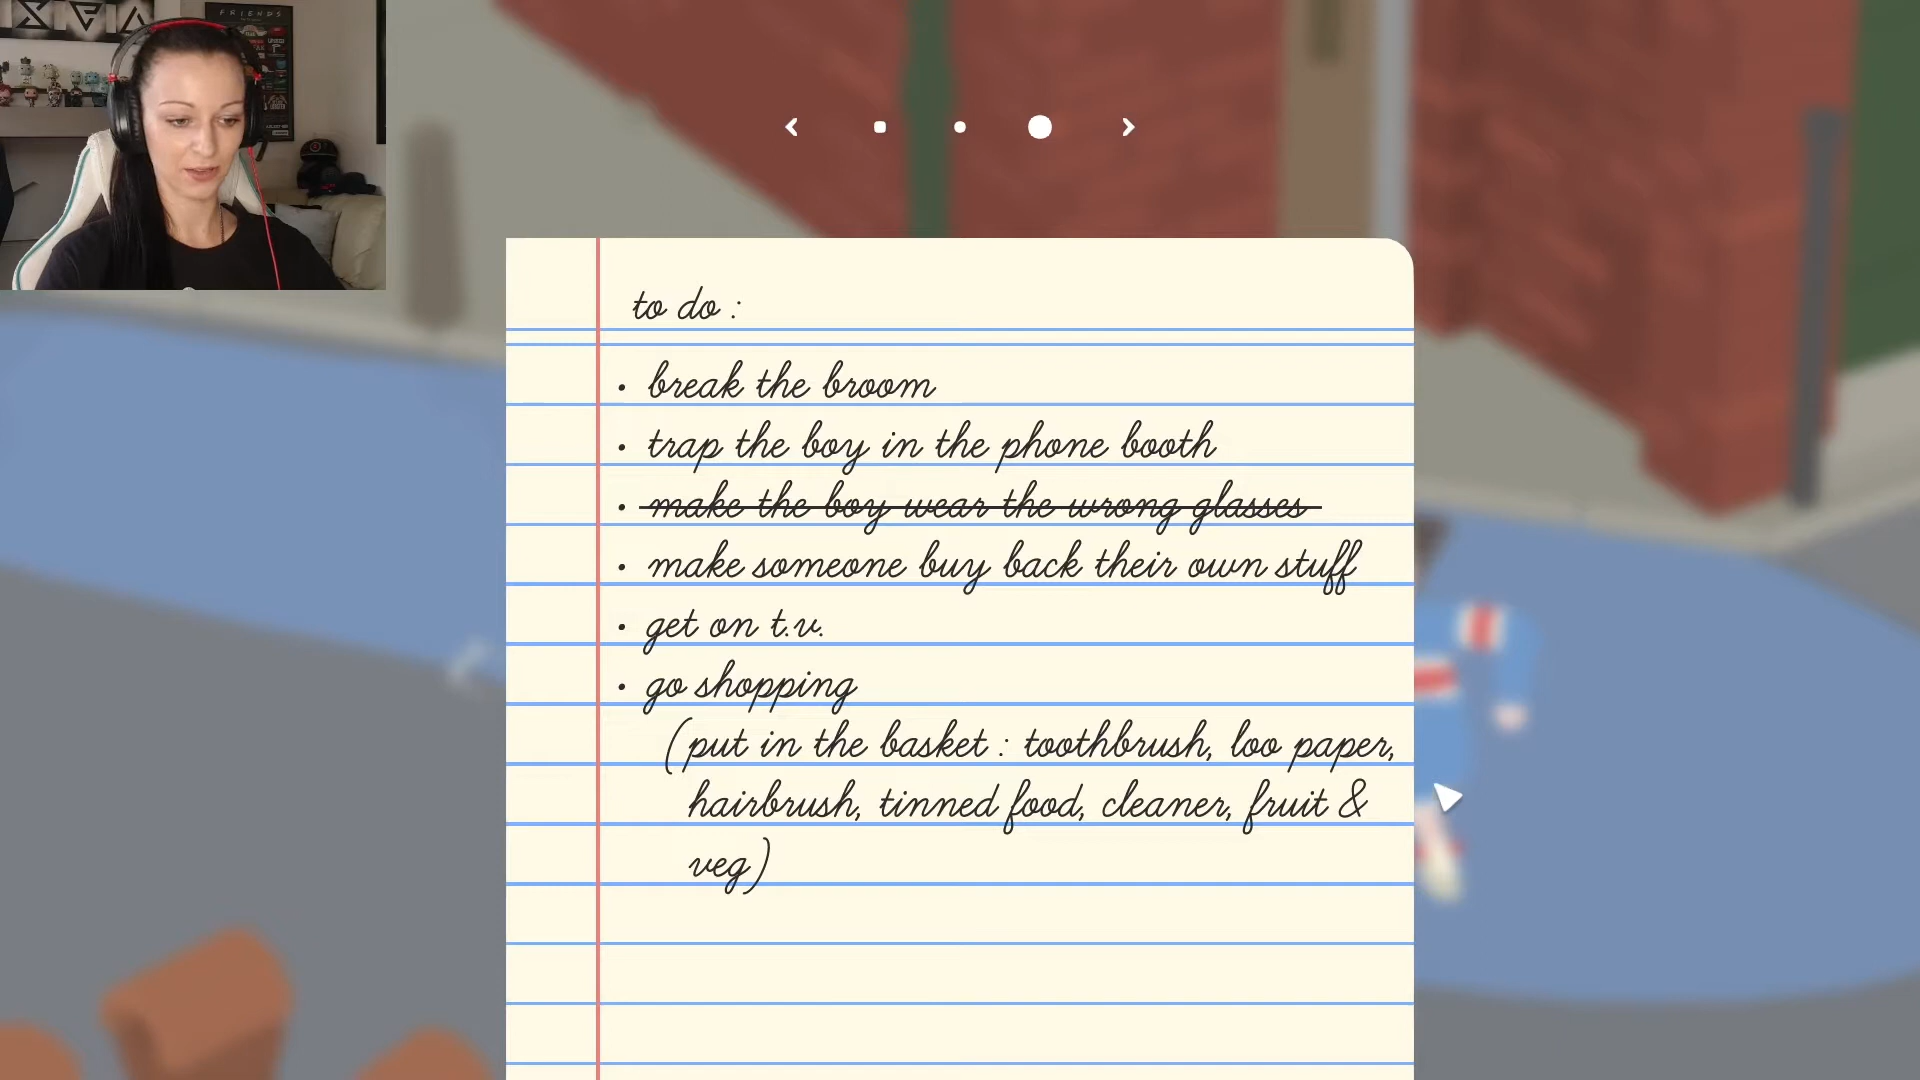 FRIENDS
to do :
• break the broom
• trap the boy in the phone booth
• make the boy wear the wrong glasses
• make someone buy back their own stuff
• get on t.v.
• go shopping
(put in the basket : toothbrush, loo paper,
hairbrush, tinned food, cleaner, fruit &
veg)